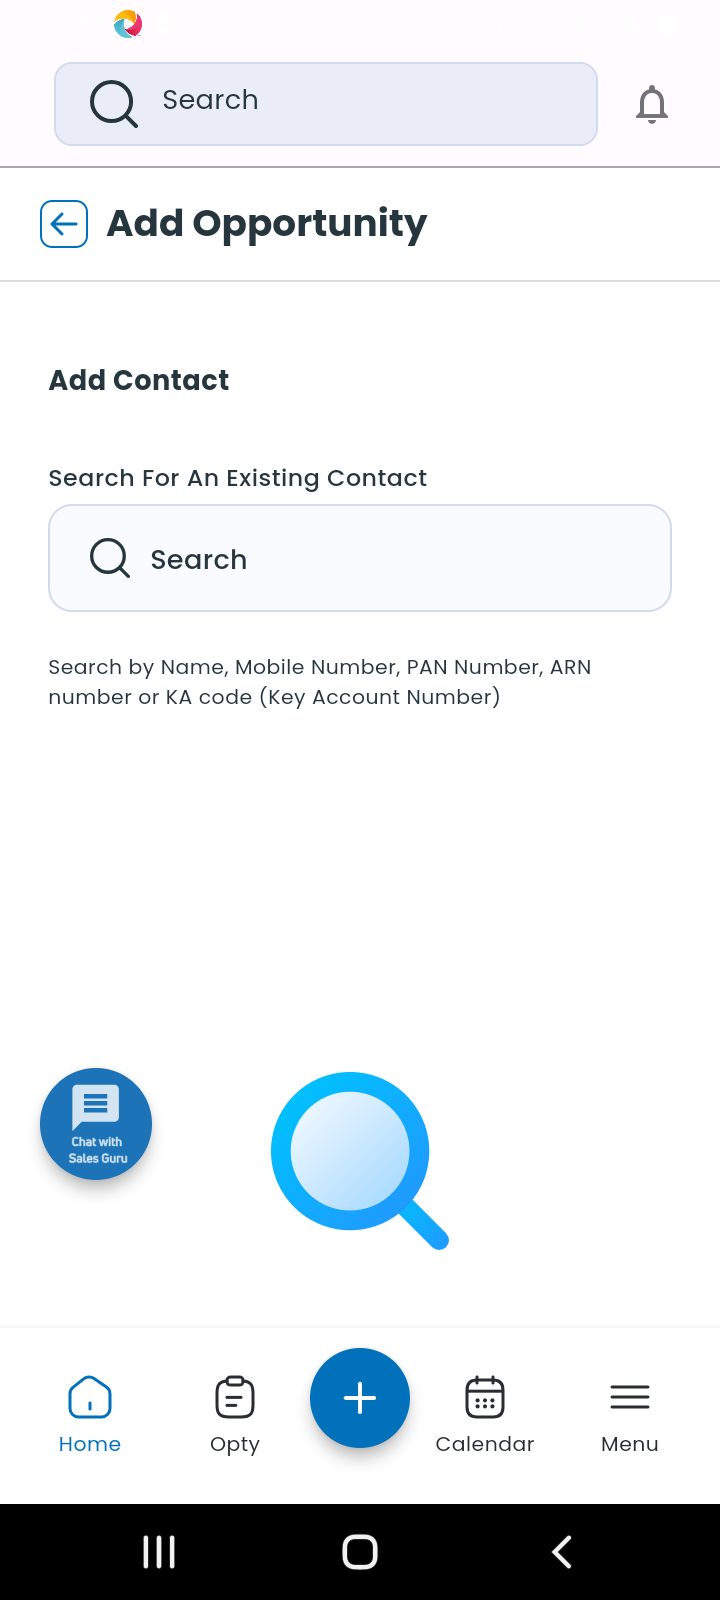 Search
Add Opportunity
Add Contact
Search For An Existing Contact
Search
Search by Name, Mobile Number, PAN Number, ARN
number or KA code (Key Account Number)
Chat with
Sales Guru
Home
Opty
Calendar
Menu